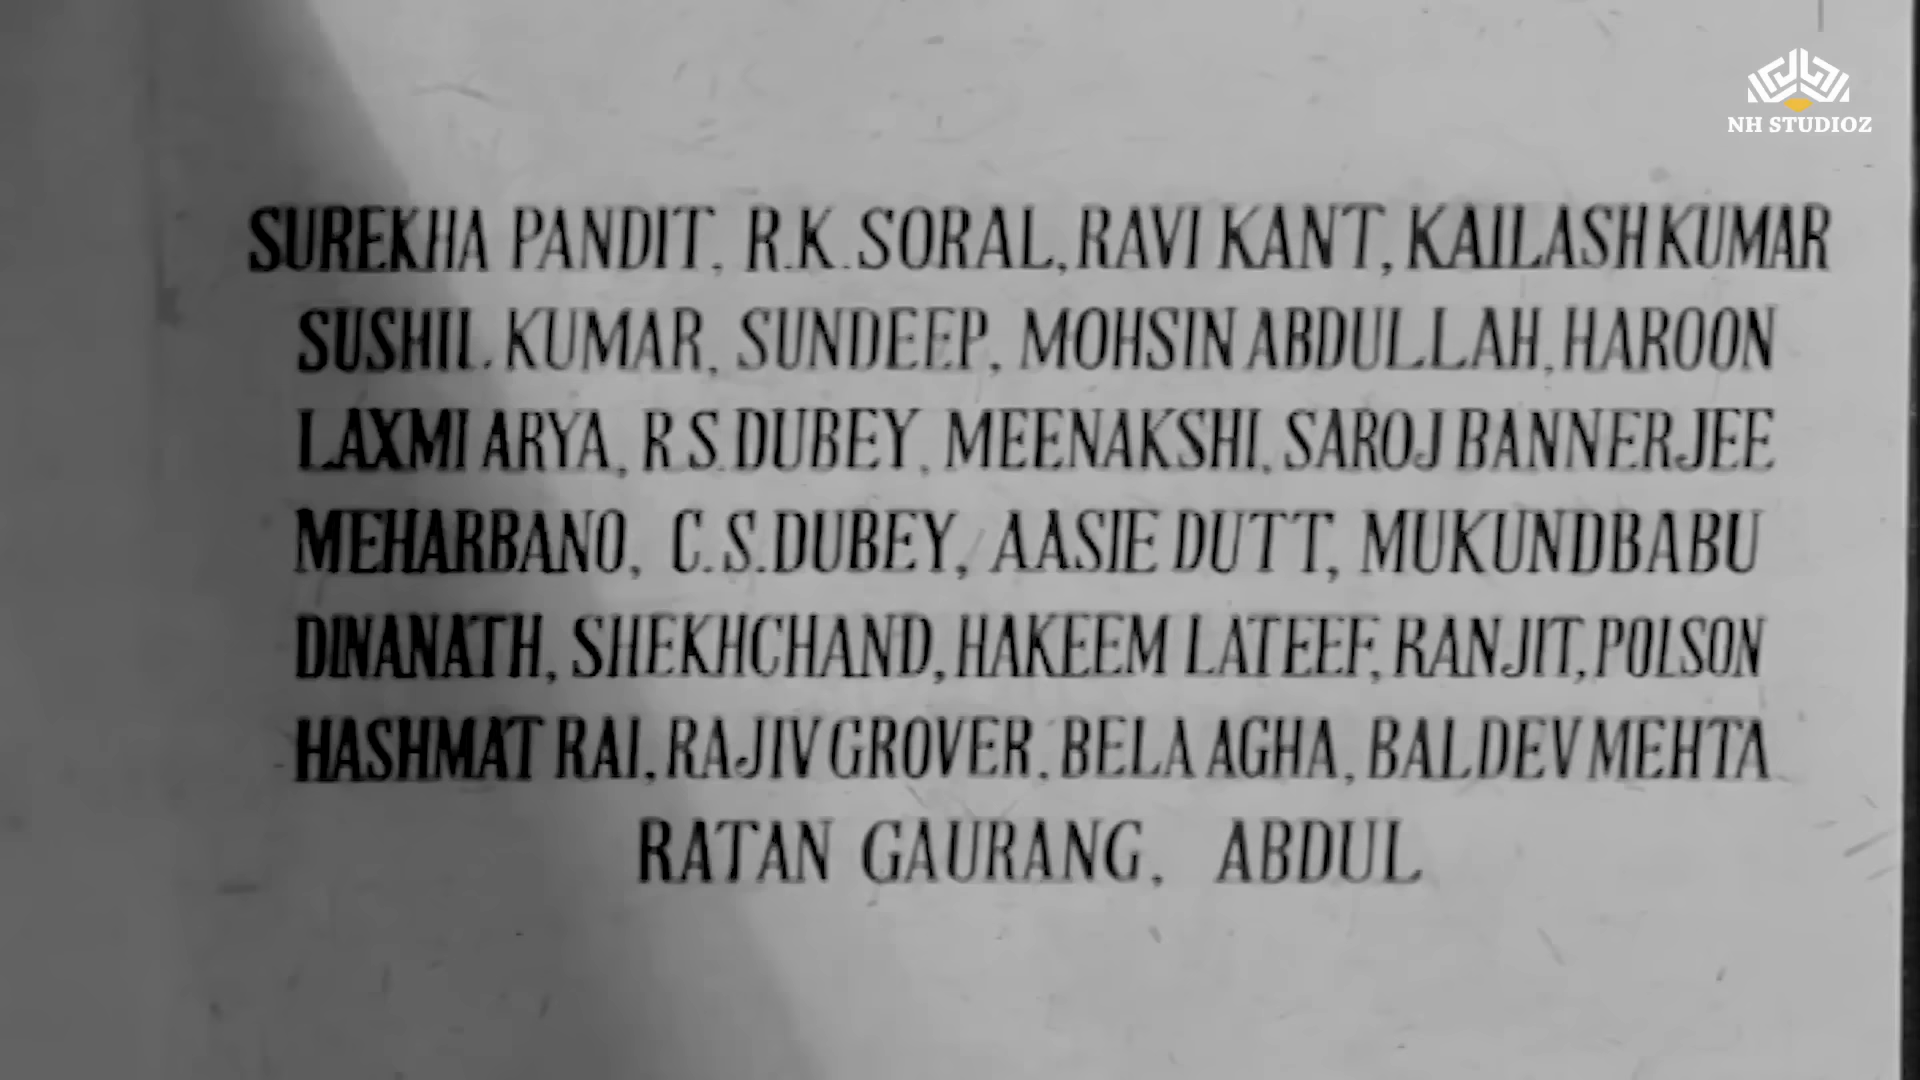 NH STUDIOZ
SUREKHA PANDIT, R.K.SORAL, RAVI KANT, KAILASH KUMAR
SUSHIL KUMAR, SUNDEEP, MOHSIN ABDULLAH, HAROON
LAXMI ARYA, R.S.DUBEY, MEENAKSHI, SAROJ BANNERJEE
MEHARBANO, C.S.DUBEY, AASIE DUTT, MUKUNDBABU
DINANATH, SHEKHCHAND, HAKEEM LATEEF, RANJIT, POLSON
HASHMAT RAI, RAJIV GROVER, BELA AGHA, BALDEV MEHTA
RATAN GAURANG, ABDUL